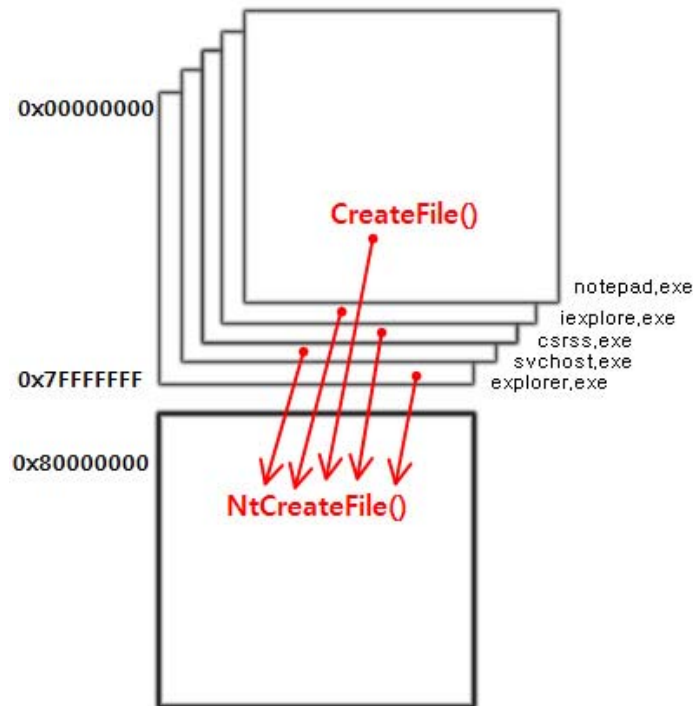 0x00000000
CreateFile()
notepad,exe
iexplore,exe
csrss,exe
svchost,exe
0x7FFFFFFF
explorer,exe
0x80000000
NtCreateFile()